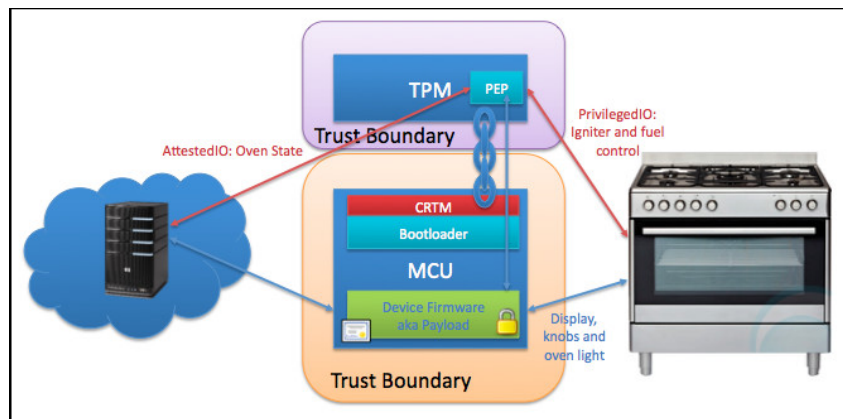 TPM
PEP
Trust Boundary
PrivilegedIO:
Igniter and fuel
control
AttestedIO: Oven State
CRTM
Bootloader
MCU
Device Firmware
aka Payload
Display,
knobs and
oven light
Trust Boundary